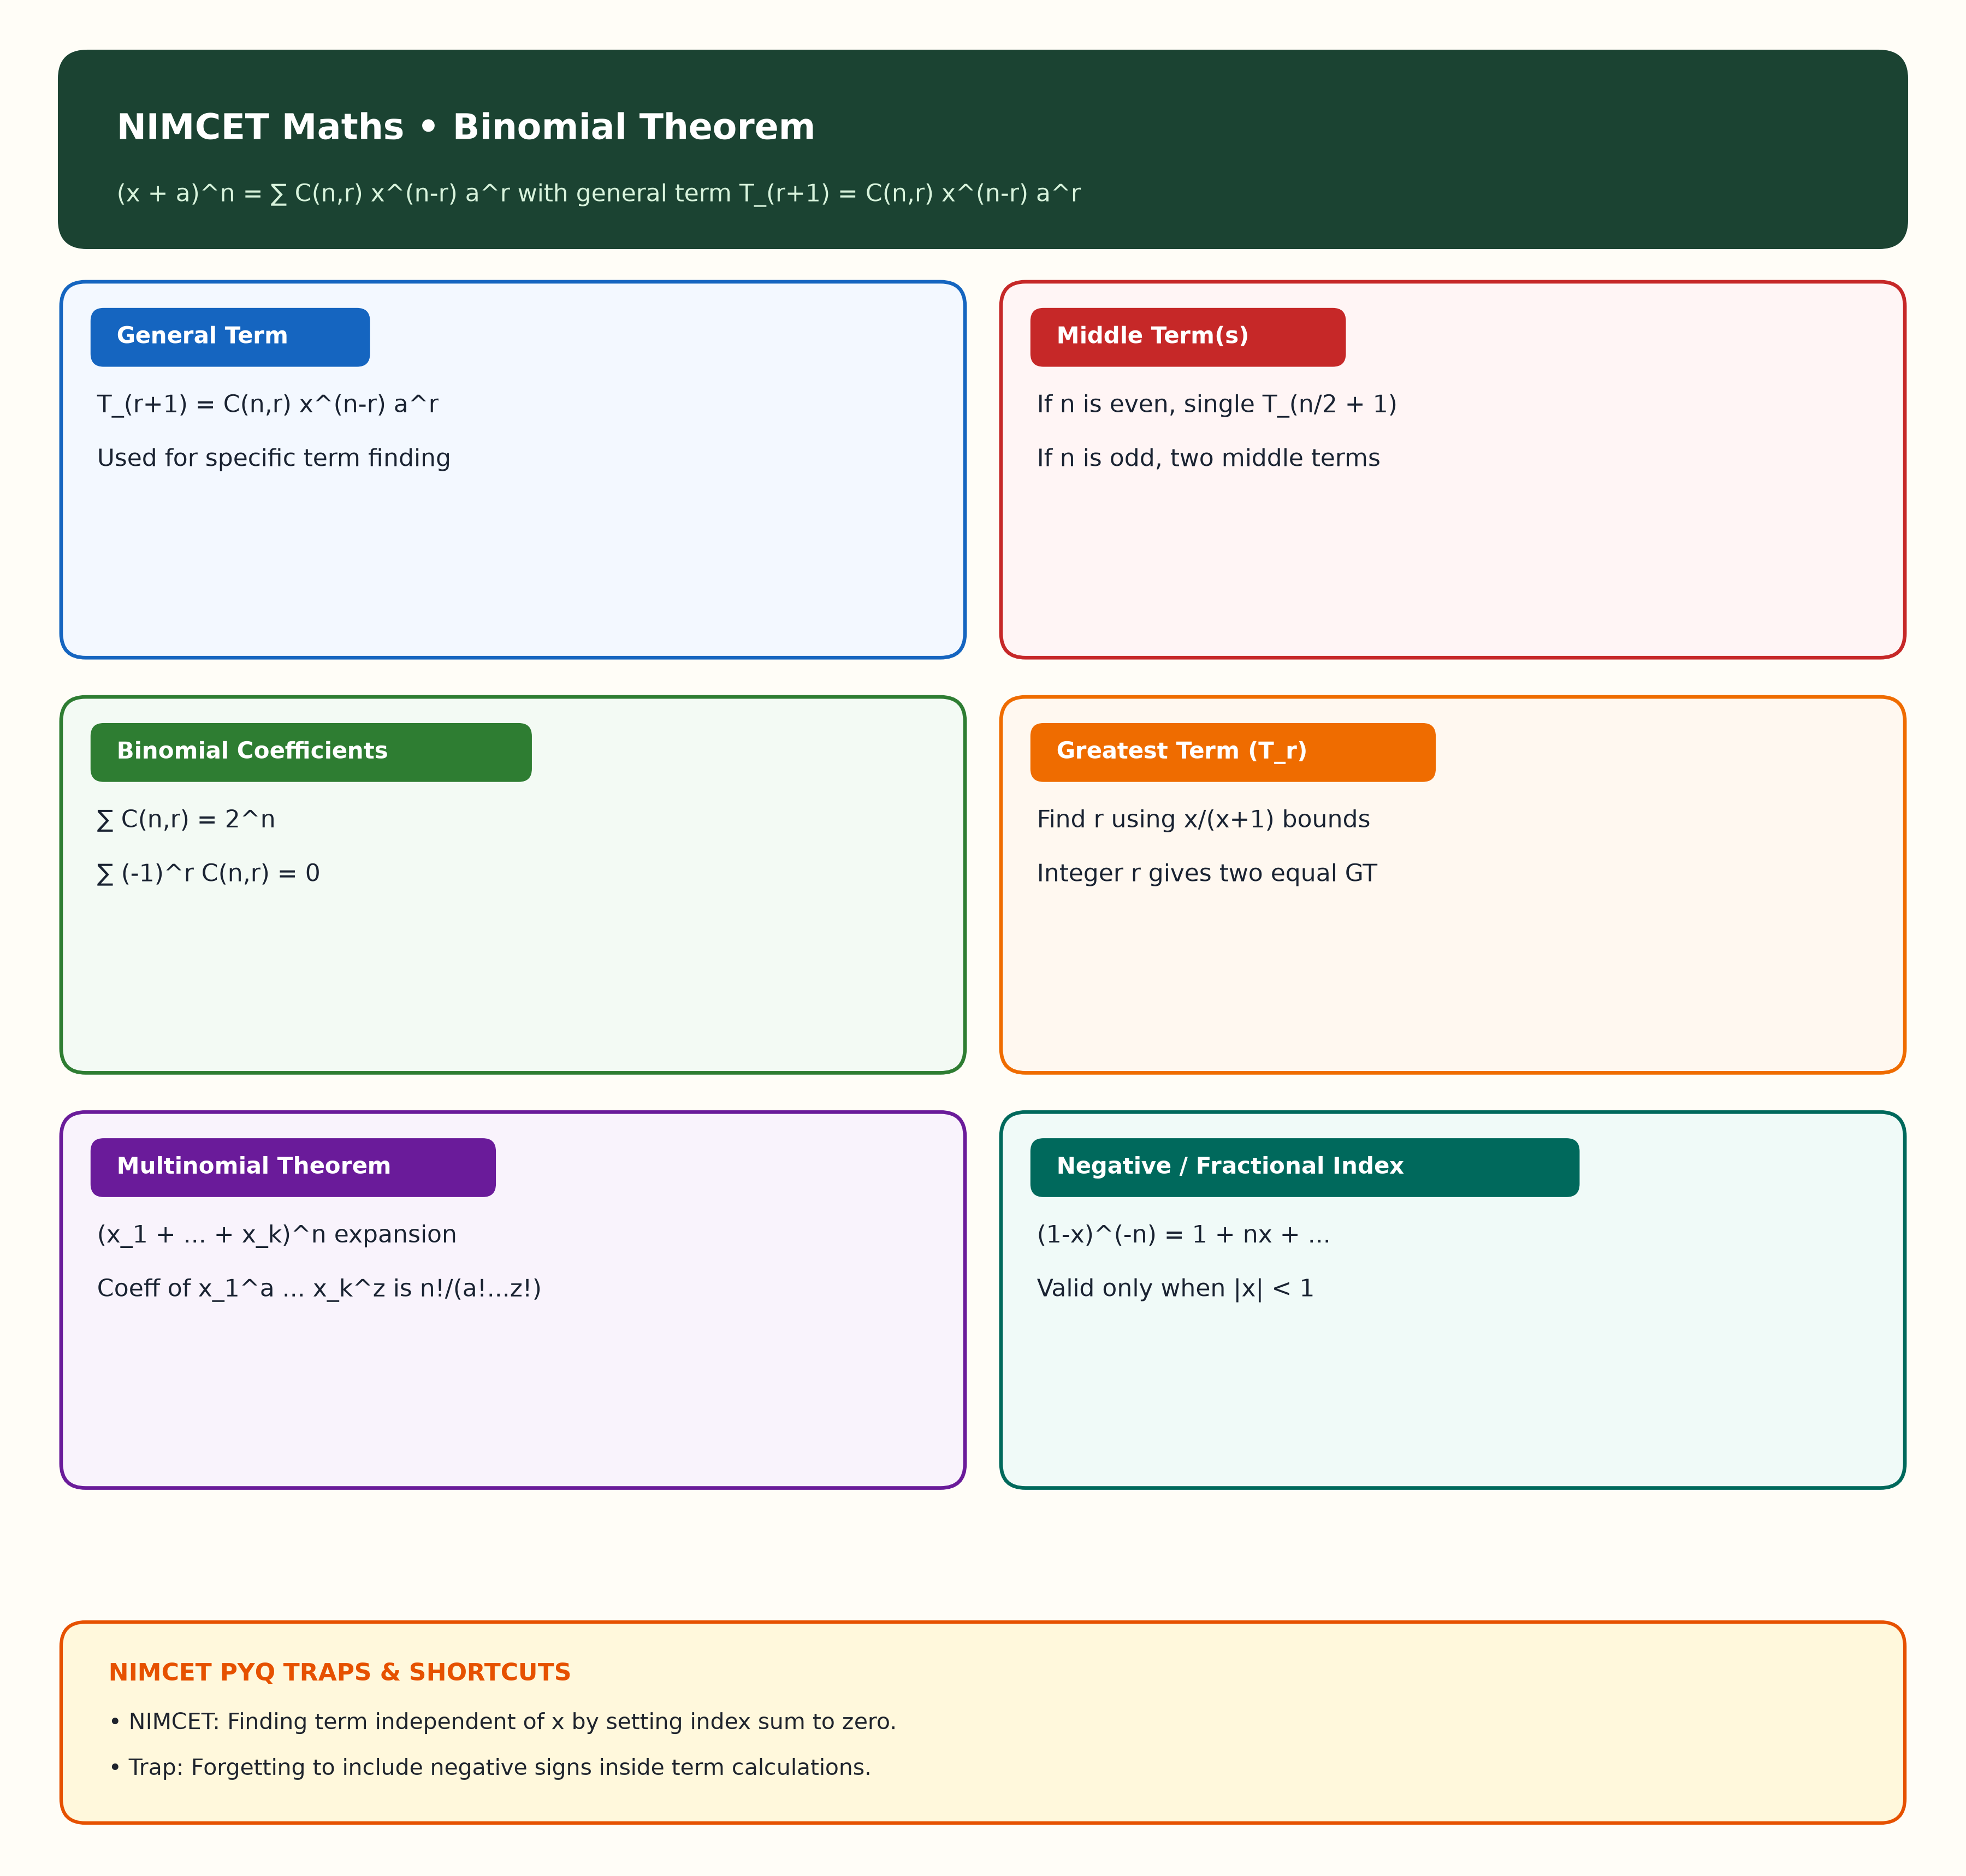 NIMCET Maths • Binomial Theorem
(x + a)^n = ∑ C(n,r) x^(n-r) a^r with general term T_(r+1) = C(n,r) x^(n-r) a^r
General Term
T_(r+1) = C(n,r) x^(n-r) a^r
Used for specific term finding
Middle Term(s)
If n is even, single T_(n/2 + 1)
If n is odd, two middle terms
Binomial Coefficients
∑ C(n,r) = 2^n
∑ (-1)^r C(n,r) = 0
Greatest Term (T_r)
Find r using x/(x+1) bounds
Integer r gives two equal GT
Multinomial Theorem
(x_1 + ... + x_k)^n expansion
Coeff of x_1^a ... x_k^z is n!/(a!...z!)
Negative / Fractional Index
(1-x)^(-n) = 1 + nx + ...
Valid only when |x| < 1
NIMCET PYQ TRAPS & SHORTCUTS
• NIMCET: Finding term independent of x by setting index sum to zero.
• Trap: Forgetting to include negative signs inside term calculations.